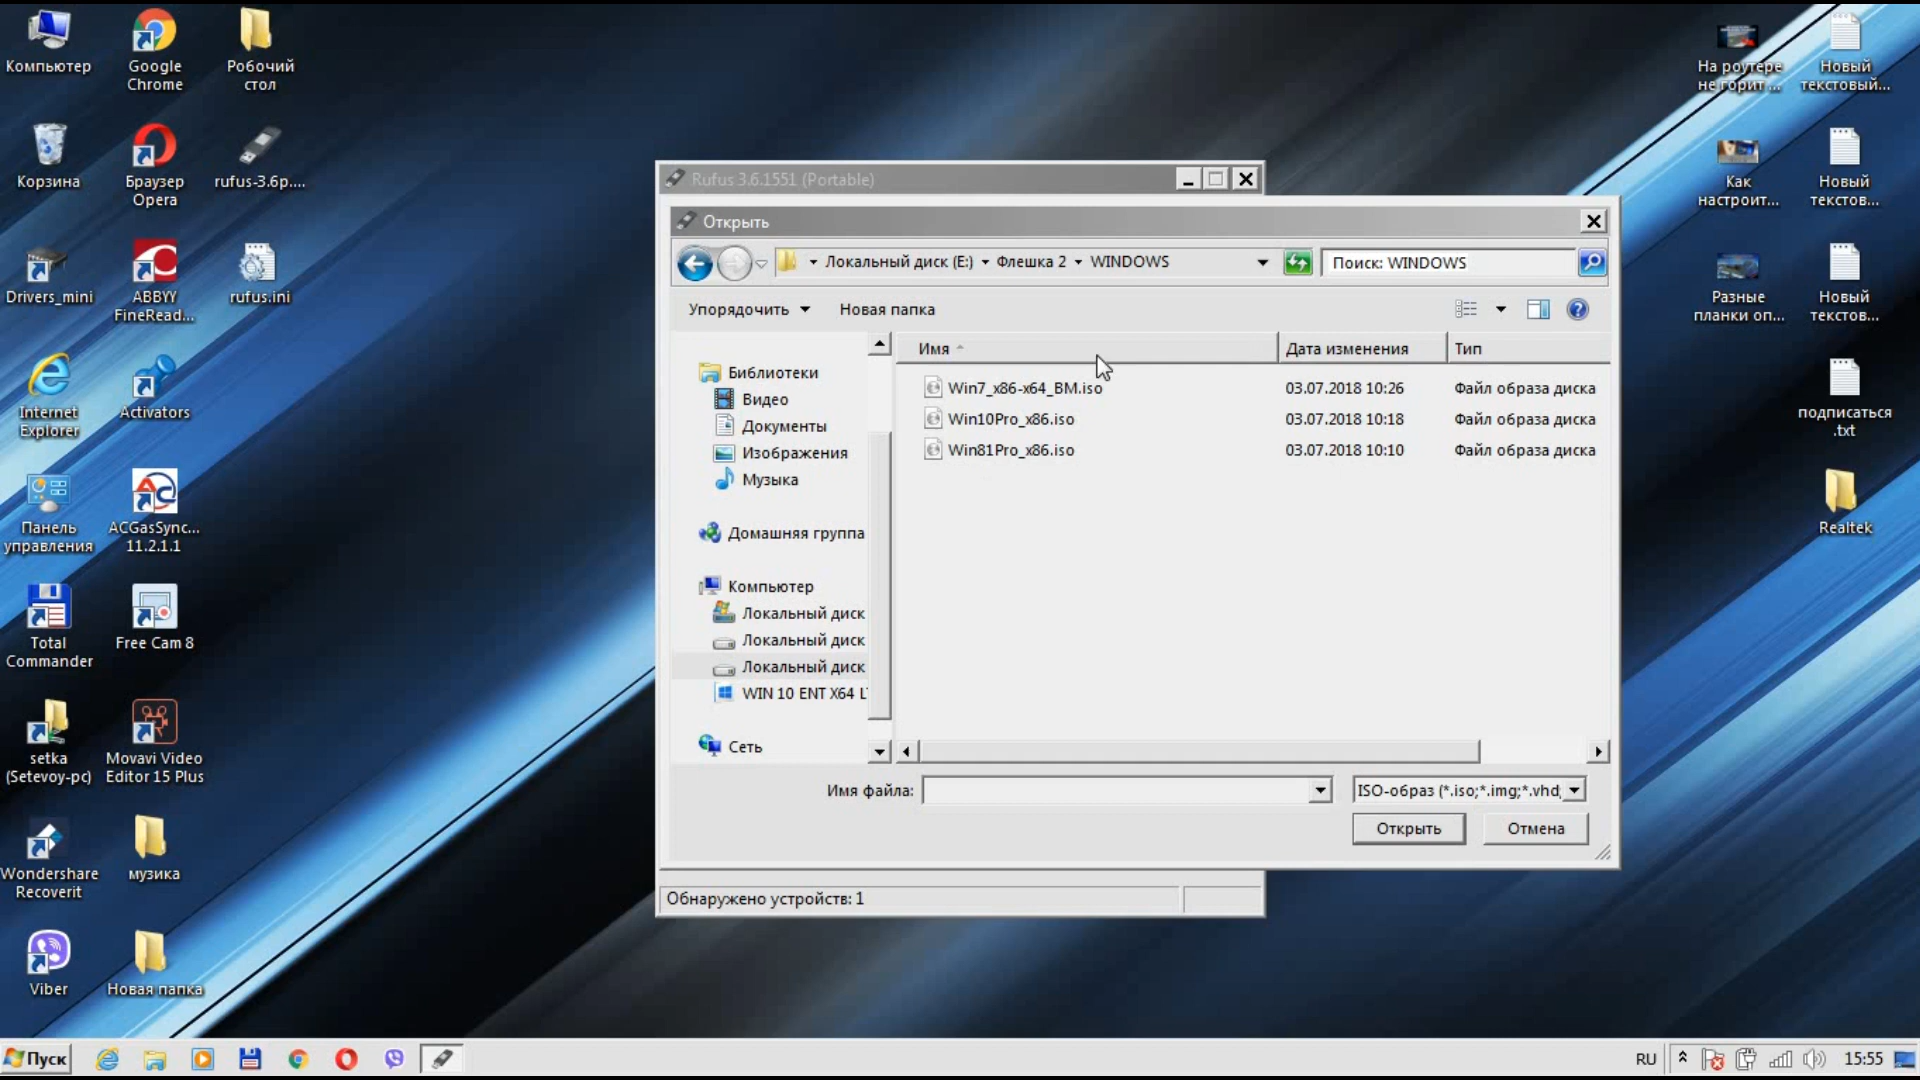 Компьютер
Google
Chrome
Робочий
стол
Корзина
Браузер
Opera
rufus-3.6p....
Drivers_mini
ABBYY
FineRead...
rufus.ini
Internet
Explorer
Activators
Панель
управления
ACGasSync...
11.2.1.1
Total
Commander
Free Cam 8
setka
(Setevoy-pc)
Movavi Video
Editor 15 Plus
Wondershare
Recoverit
музика
Viber
Новая папка
Rufus 3.6.1551 (Portable)
Открыть
Локальный диск (E:) Флешка 2 WINDOWS
Поиск: WINDOWS
Упорядочить Новая папка
Имя Дата изменения Тип
Библиотеки
Видео
Документы
Изображения
Музыка
Домашняя группа
Компьютер
Локальный диск
Локальный диск
Локальный диск
WIN 10 ENT X64 L
Сеть
Win7_x86-x64_BM.iso 03.07.2018 10:26 Файл образа диска
Win10Pro_x86.iso 03.07.2018 10:18 Файл образа диска
Win81Pro_x86.iso 03.07.2018 10:10 Файл образа диска
Имя файла:
ISO-образ (*.iso;*.img;*.vhd;
Открыть Отмена
Обнаружено устройств: 1
На роутере
не горит ...
Новый
текстовый...
Как
настроит...
Новый
текстов...
Разные
планки оп...
Новый
текстов...
подписаться
.txt
Realtek
Пуск
RU
15:55